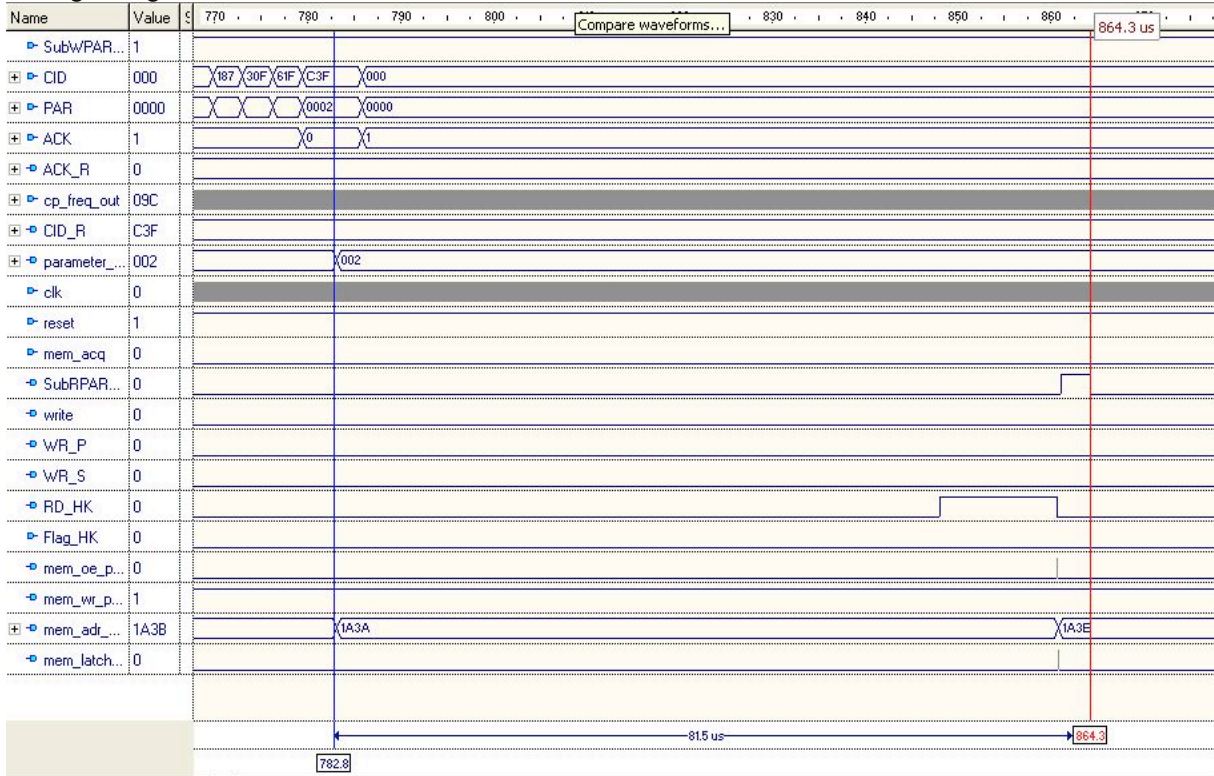 Name Value S 770 780 790 800 Compare waveforms... 830 840 850 860 864.3 us
SubWPAR... 1
CID 000 187 30F 61F C3F 000
PAR 0000 0002 0000
ACK 1 0 1
ACK_R 0
cp_freq_out 09C
CID_R C3F
parameter_... 002 002
clk 0
reset 1
mem_acq 0
SubRPAR... 0
write 0
WR_P 0
WR_S 0
RD_HK 0
Flag_HK 0
mem_oe_p... 0
mem_wr_p... 1
mem_adr_... 1A3B 1A3A
mem_latch... 0
81.5 us 864.3
782.8